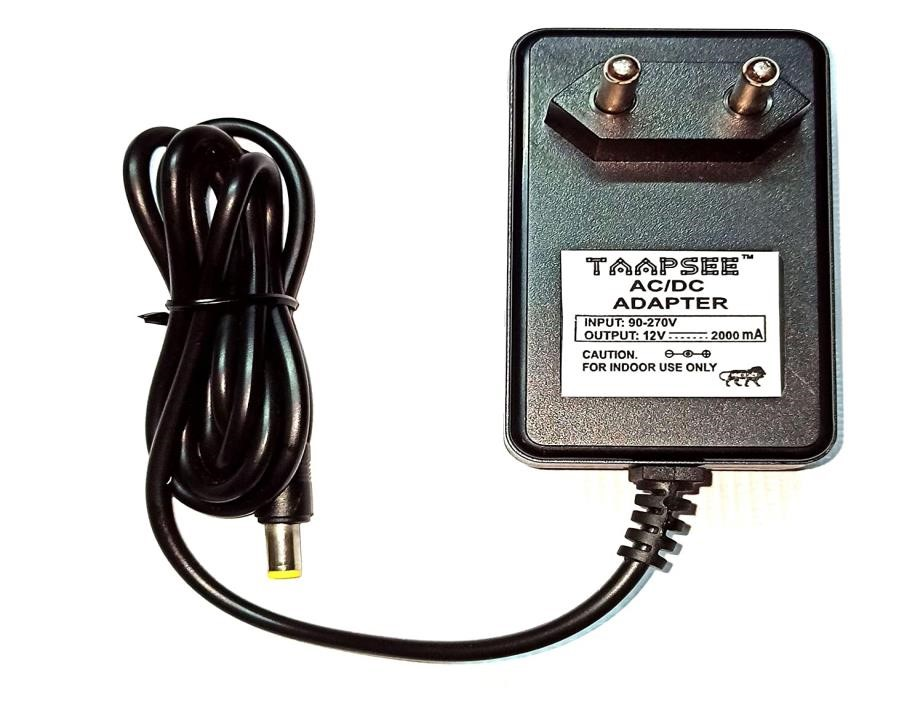 TAAPSEE™
AC/DC
ADAPTER
INPUT: 90-270V
OUTPUT: 12V ⎓ 2000 mA
CAUTION.
FOR INDOOR USE ONLY